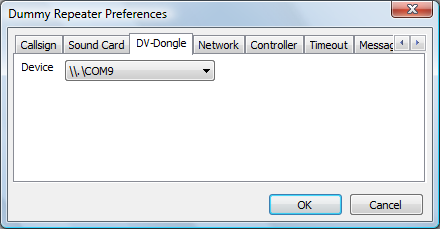 Dummy Repeater Preferences
Callsign Sound Card DV-Dongle Network Controller Timeout Messag
Device \\.\COM9
OK Cancel